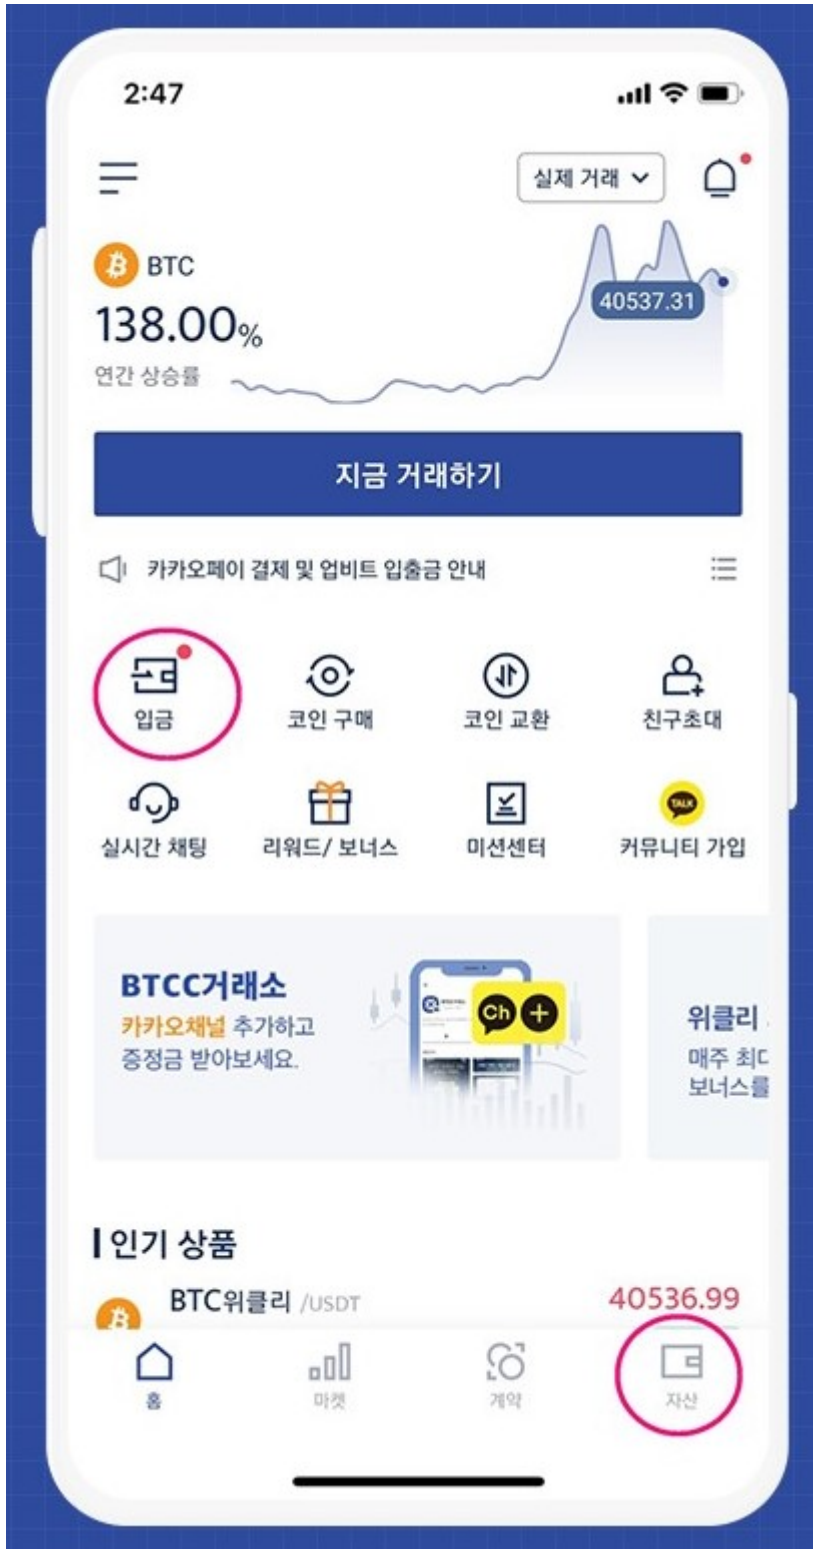 2:47
실제 거래
BTC
138.00%
연간 상승률
40537.31
지금 거래하기
카카오페이 결제 및 업비트 입출금 안내
입금
코인 구매
코인 교환
친구초대
TALK
실시간 채팅
리워드/ 보너스
미션센터
커뮤니티 가입
BTCC거래소
카카오채널 추가하고
증정금 받아보세요.
Ch +
위클리
매주 최대
보너스를
인기 상품
BTC위클리 /USDT
40536.99
홈
마켓
계약
자산